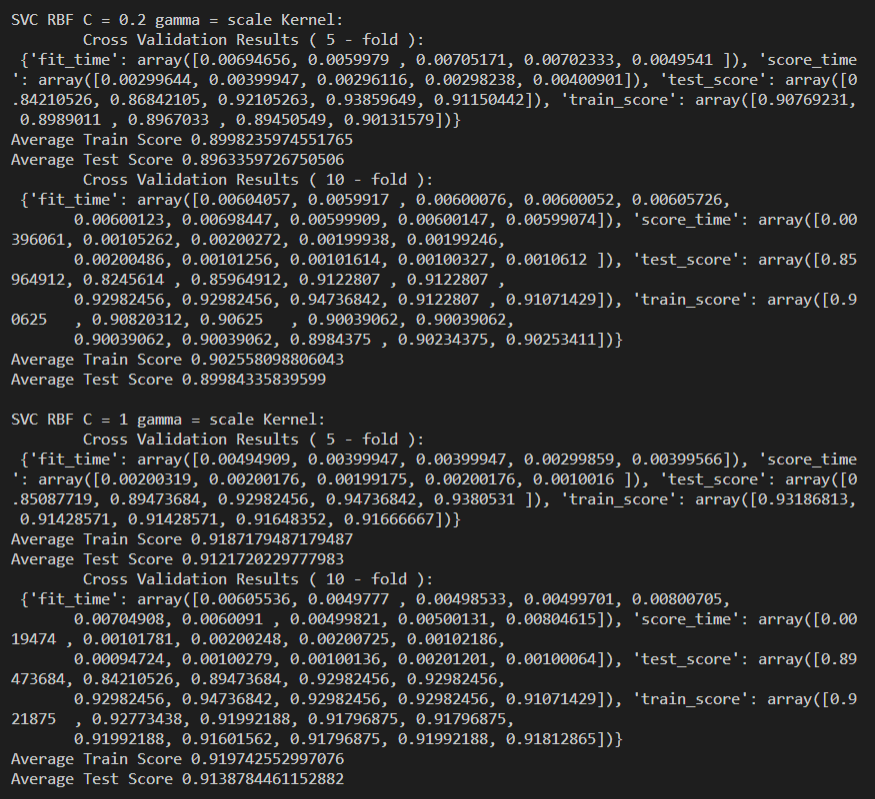 SVC RBF C = 0.2 gamma = scale Kernel:
        Cross Validation Results ( 5 - fold ):
 {'fit_time': array([0.00694656, 0.0059979 , 0.00705171, 0.00702333, 0.0049541 ]), 'score_time
': array([0.00299644, 0.00399947, 0.00296116, 0.00298238, 0.00400901]), 'test_score': array([0
.84210526, 0.86842105, 0.92105263, 0.93859649, 0.91150442]), 'train_score': array([0.90769231,
 0.8989011 , 0.8967033 , 0.89450549, 0.90131579])}
Average Train Score 0.8998235974551765
Average Test Score 0.8963359726750506
        Cross Validation Results ( 10 - fold ):
 {'fit_time': array([0.00604057, 0.0059917 , 0.00600076, 0.00600052, 0.00605726,
       0.00600123, 0.00698447, 0.00599909, 0.00600147, 0.00599074]), 'score_time': array([0.00
396061, 0.00105262, 0.00200272, 0.00199938, 0.00199246,
       0.00200486, 0.00101256, 0.00101614, 0.00100327, 0.0010612 ]), 'test_score': array([0.85
964912, 0.8245614 , 0.85964912, 0.9122807 , 0.9122807 ,
       0.92982456, 0.92982456, 0.94736842, 0.9122807 , 0.91071429]), 'train_score': array([0.9
0625   , 0.90820312, 0.90625   , 0.90039062, 0.90039062,
       0.90039062, 0.90039062, 0.8984375 , 0.90234375, 0.90253411])}
Average Train Score 0.902558098806043
Average Test Score 0.89984335839599

SVC RBF C = 1 gamma = scale Kernel:
        Cross Validation Results ( 5 - fold ):
 {'fit_time': array([0.00494909, 0.00399947, 0.00399947, 0.00299859, 0.00399566]), 'score_time
': array([0.00200319, 0.00200176, 0.00199175, 0.00200176, 0.0010016 ]), 'test_score': array([0
.85087719, 0.89473684, 0.92982456, 0.94736842, 0.9380531 ]), 'train_score': array([0.93186813,
 0.91428571, 0.91428571, 0.91648352, 0.91666667])}
Average Train Score 0.9187179487179487
Average Test Score 0.9121720229777983
        Cross Validation Results ( 10 - fold ):
 {'fit_time': array([0.00605536, 0.0049777 , 0.00498533, 0.00499701, 0.00800705,
       0.00704908, 0.0060091 , 0.00499821, 0.00500131, 0.00804615]), 'score_time': array([0.00
19474 , 0.00101781, 0.00200248, 0.00200725, 0.00102186,
       0.00094724, 0.00100279, 0.00100136, 0.00201201, 0.00100064]), 'test_score': array([0.89
473684, 0.84210526, 0.89473684, 0.92982456, 0.92982456,
       0.92982456, 0.94736842, 0.92982456, 0.92982456, 0.91071429]), 'train_score': array([0.9
21875  , 0.92773438, 0.91992188, 0.91796875, 0.91796875,
       0.91992188, 0.91601562, 0.91796875, 0.91992188, 0.91812865])}
Average Train Score 0.919742552997076
Average Test Score 0.9138784461152882